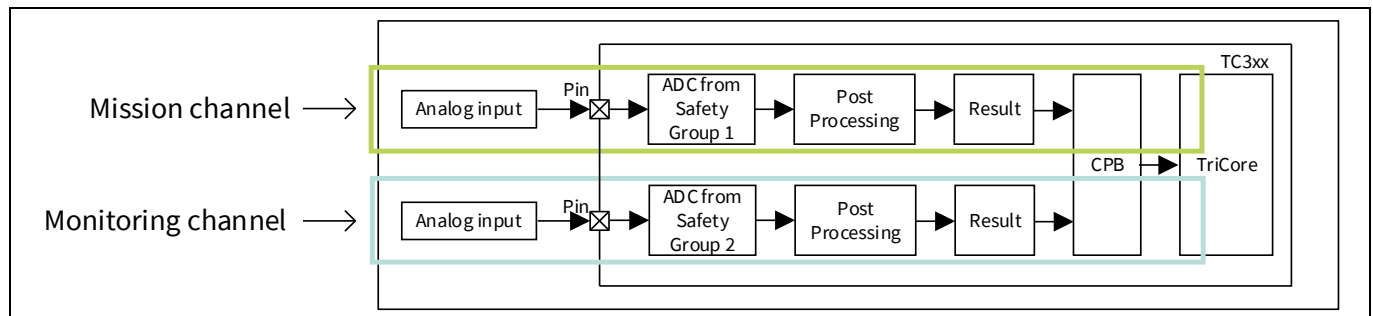 TC3xx
Mission channel
Analog input
Pin
ADC from
Safety
Group 1
Post
Processing
Result
CPB
TriCore
Monitoring channel
Analog input
Pin
ADC from
Safety
Group 2
Post
Processing
Result